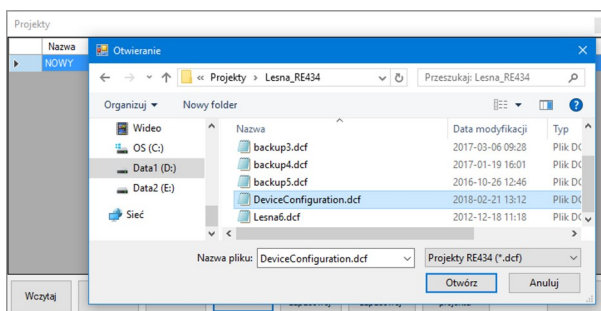 Projekty
Nazwa
NOWY
Otwieranie
« Projekty > Lesna_RE434
Przeszukaj: Lesna_RE434
Organizuj
Nowy folder
Wideo
OS (C:)
Data1 (D:)
Data2 (E:)
Sieć
Nazwa Data modyfikacji Typ
backup3.dcf 2017-03-06 09:28 Plik DC
backup4.dcf 2017-01-19 16:01 Plik DC
backup5.dcf 2016-10-26 12:46 Plik DC
DeviceConfiguration.dcf 2018-02-21 13:12 Plik DC
Lesna6.dcf 2012-12-18 11:18 Plik DC
Nazwa pliku: DeviceConfiguration.dcf Projekty RE434 (*.dcf)
Otwórz Anuluj
Wczytaj